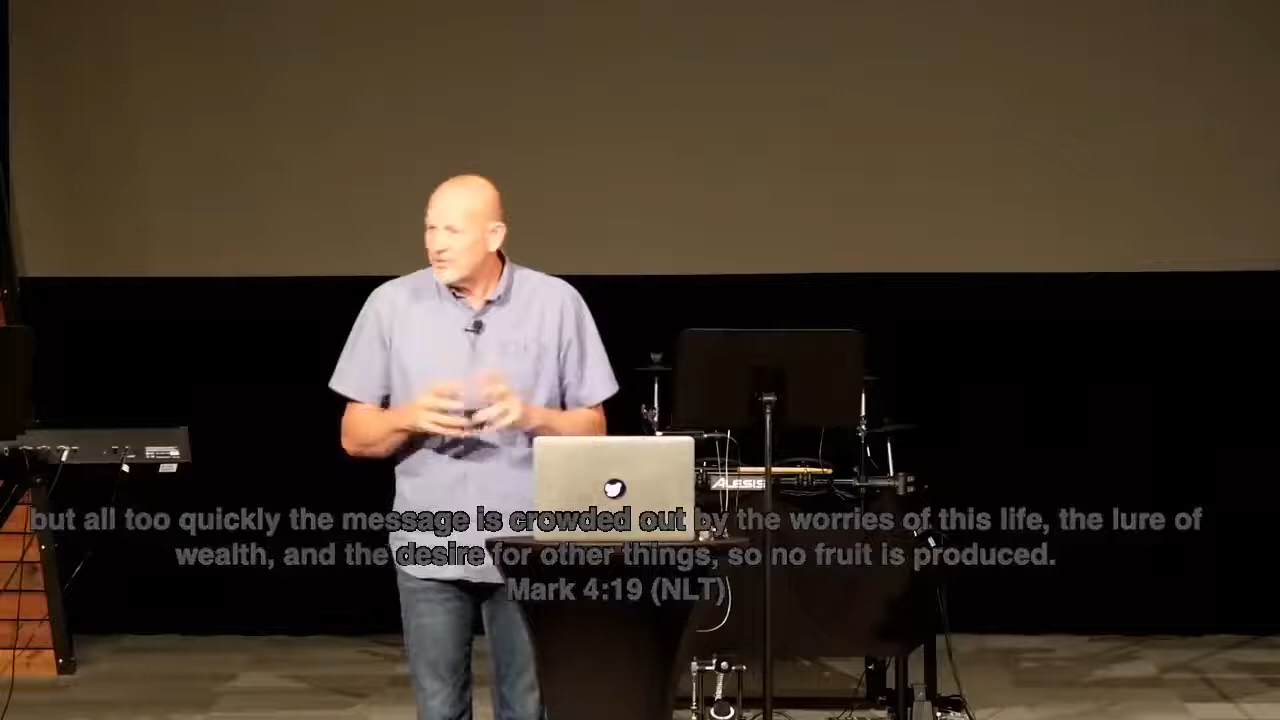 ALESIS
but all too quickly the message is crowded out by the worries of this life, the lure of
wealth, and the desire for other things, so no fruit is produced.
Mark 4:19 (NLT)